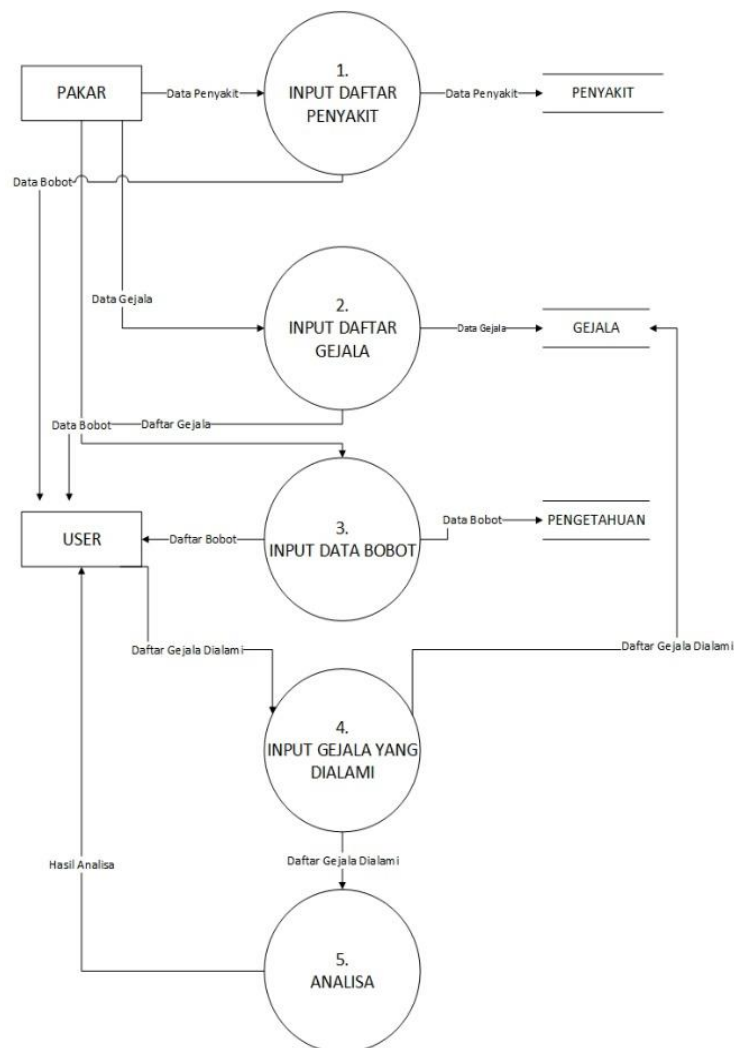 1.
INPUT DAFTAR
PENYAKIT
PAKAR
Data Penyakit
Data Penyakit
PENYAKIT
Data Bobot
Data Gejala
2.
INPUT DAFTAR
GEJALA
Data Gejala
GEJALA
Data Bobot
Daftar Gejala
USER
Daftar Bobot
3.
INPUT DATA BOBOT
Data Bobot
PENGETAHUAN
Daftar Gejala Dialami
Daftar Gejala Dialami
4.
INPUT GEJALA YANG
DIALAMI
Hasil Analisa
Daftar Gejala Dialami
5.
ANALISA